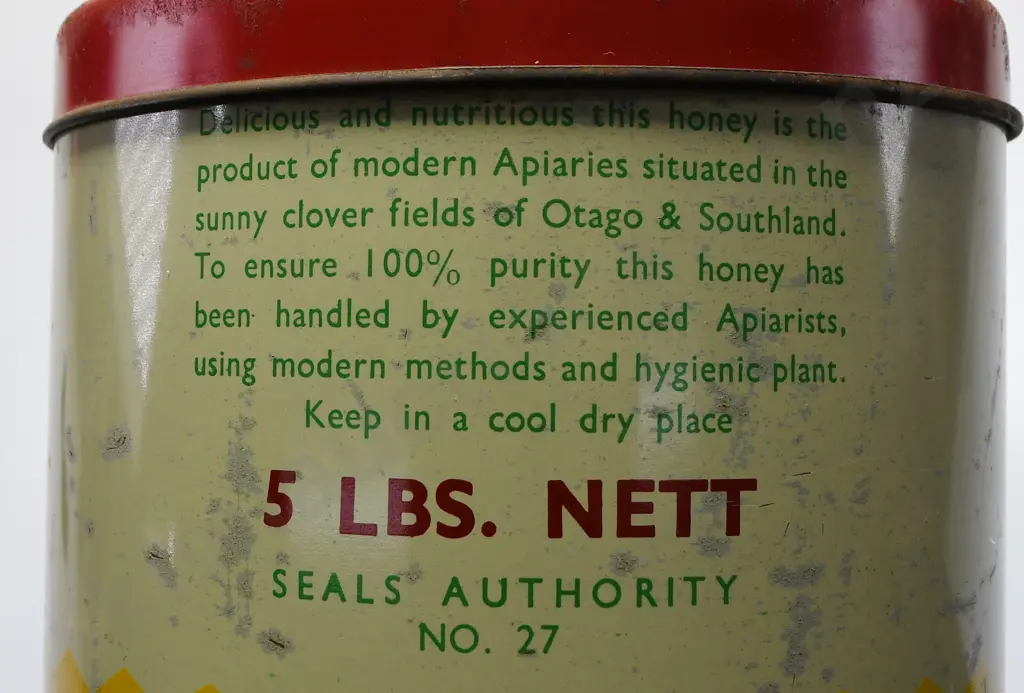 Delicious and nutritious this honey is the
product of modern Apiaries situated in the
sunny clover fields of Otago & Southland.
To ensure 100% purity this honey has
been handled by experienced Apiarists,
using modern methods and hygienic plant.
Keep in a cool dry place
5 LBS. NETT
SEALS AUTHORITY
NO. 27